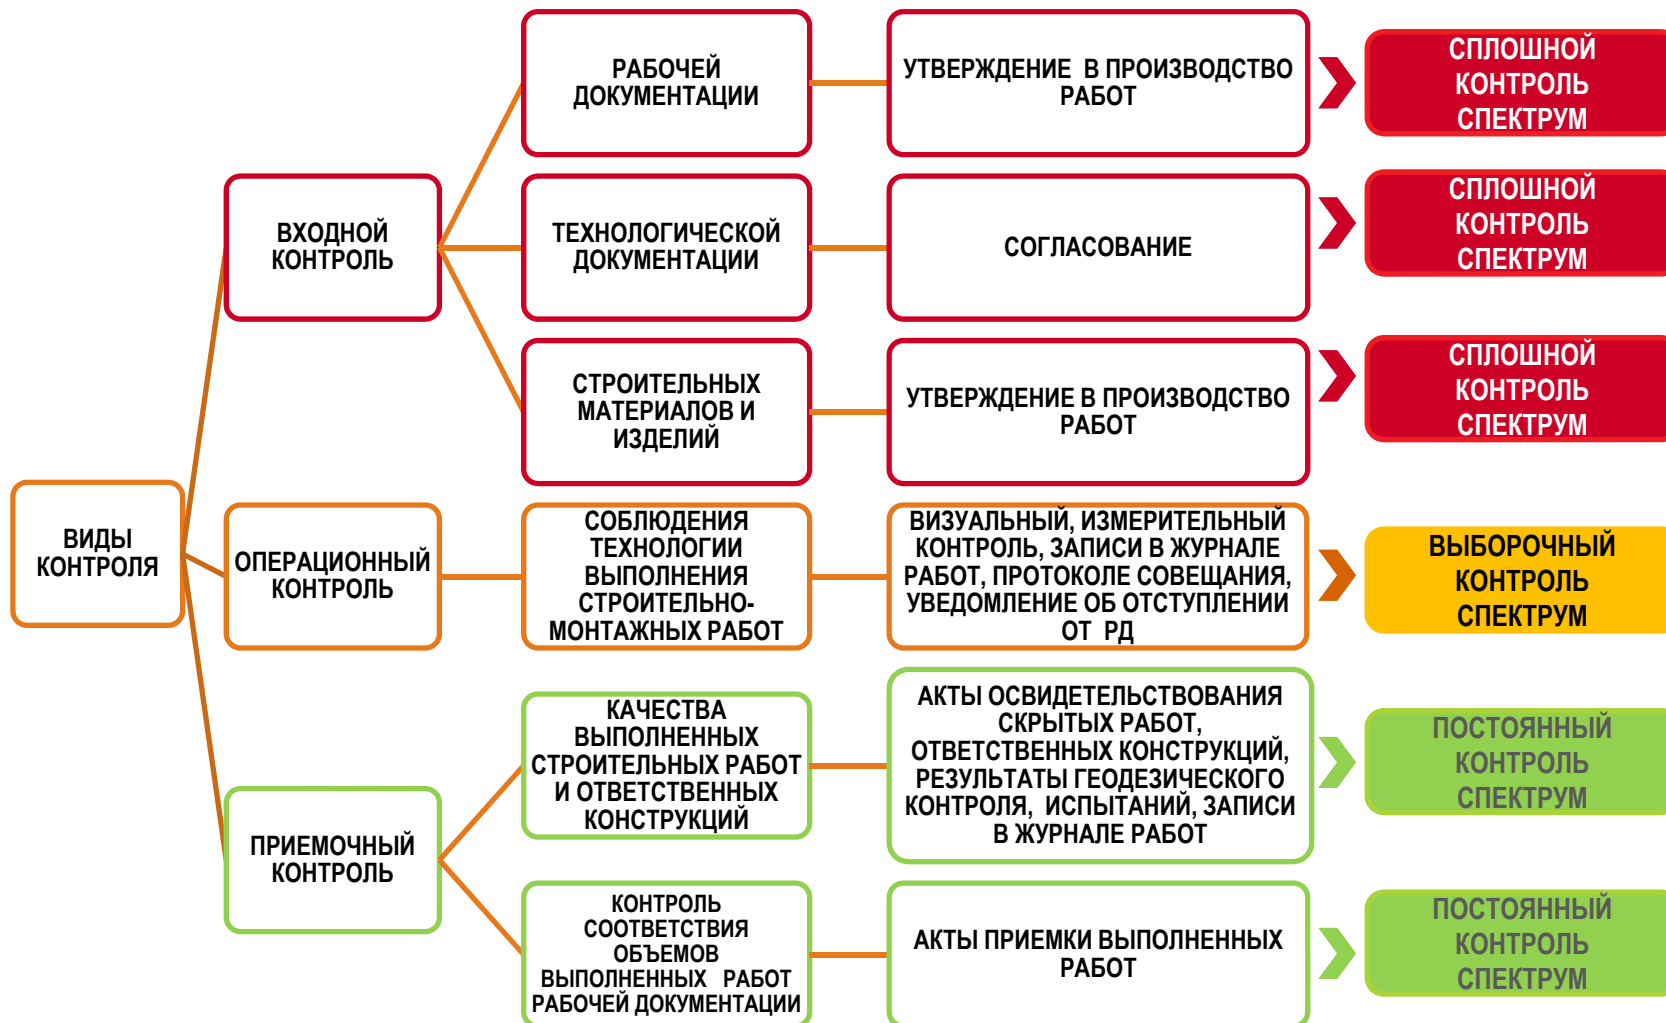 РАБОЧЕЙ
ДОКУМЕНТАЦИИ
УТВЕРЖДЕНИЕ В ПРОИЗВОДСТВО
РАБОТ
СПЛОШНОЙ
КОНТРОЛЬ
СПЕКТРУМ
ВХОДНОЙ
КОНТРОЛЬ
ТЕХНОЛОГИЧЕСКОЙ
ДОКУМЕНТАЦИИ
СОГЛАСОВАНИЕ
СПЛОШНОЙ
КОНТРОЛЬ
СПЕКТРУМ
СТРОИТЕЛЬНЫХ
МАТЕРИАЛОВ И
ИЗДЕЛИЙ
УТВЕРЖДЕНИЕ В ПРОИЗВОДСТВО
РАБОТ
СПЛОШНОЙ
КОНТРОЛЬ
СПЕКТРУМ
ВИДЫ
КОНТРОЛЯ
ОПЕРАЦИОННЫЙ
КОНТРОЛЬ
СОБЛЮДЕНИЯ
ТЕХНОЛОГИИ
ВЫПОЛНЕНИЯ
СТРОИТЕЛЬНО-
МОНТАЖНЫХ РАБОТ
ВИЗУАЛЬНЫЙ, ИЗМЕРИТЕЛЬНЫЙ
КОНТРОЛЬ, ЗАПИСИ В ЖУРНАЛЕ
РАБОТ, ПРОТОКОЛЕ СОВЕЩАНИЯ,
УВЕДОМЛЕНИЕ ОБ ОТСТУПЛЕНИИ
ОТ РД
ВЫБОРОЧНЫЙ
КОНТРОЛЬ
СПЕКТРУМ
ПРИЕМОЧНЫЙ
КОНТРОЛЬ
КАЧЕСТВА
ВЫПОЛНЕННЫХ
СТРОИТЕЛЬНЫХ РАБОТ
И ОТВЕТСТВЕННЫХ
КОНСТРУКЦИЙ
АКТЫ ОСВИДЕТЕЛЬСТВОВАНИЯ
СКРЫТЫХ РАБОТ,
ОТВЕТСТВЕННЫХ КОНСТРУКЦИЙ,
РЕЗУЛЬТАТЫ ГЕОДЕЗИЧЕСКОГО
КОНТРОЛЯ, ИСПЫТАНИЙ, ЗАПИСИ
В ЖУРНАЛЕ РАБОТ
ПОСТОЯННЫЙ
КОНТРОЛЬ
СПЕКТРУМ
КОНТРОЛЬ
СООТВЕТСТВИЯ
ОБЪЕМОВ
ВЫПОЛНЕННЫХ РАБОТ
РАБОЧЕЙ ДОКУМЕНТАЦИИ
АКТЫ ПРИЕМКИ ВЫПОЛНЕННЫХ
РАБОТ
ПОСТОЯННЫЙ
КОНТРОЛЬ
СПЕКТРУМ